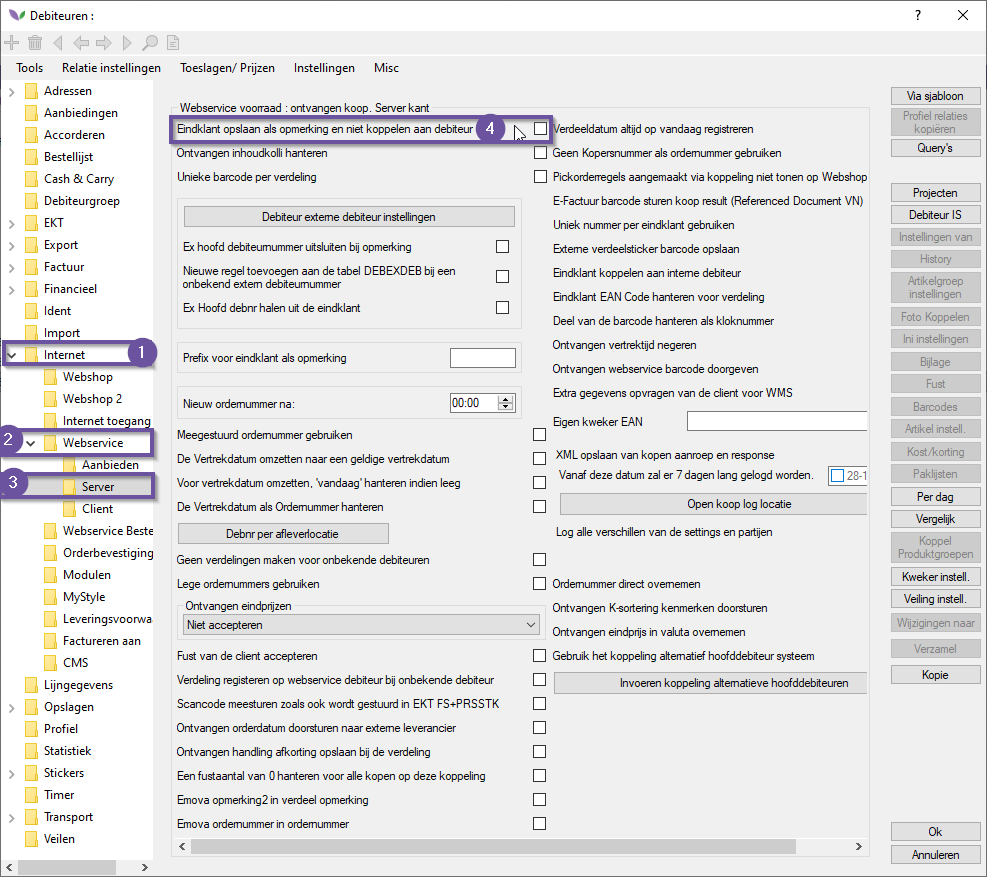 Debiteuren :
?
Tools Relatie instellingen Toeslagen/ Prijzen Instellingen Misc
Adressen
Aanbiedingen
Accorderen
Bestellijst
Cash & Carry
Debiteurgroep
EKT
Export
Factuur
Financieel
Ident
Import
Internet 1
Webshop
Webshop 2
Internet toegang
2 Webservice
Aanbieden
3 Server
Client
Webservice Beste
Orderbevestiging
Modulen
MyStyle
Leveringsvoorwa
Factureren aan
CMS
Lijngegevens
Opslagen
Profiel
Statistiek
Stickers
Timer
Transport
Veilen
Webservice voorraad : ontvangen koop. Server kant
Eindklant opslaan als opmerking en niet koppelen aan debiteur 4
Ontvangen inhoudkolli hanteren
Unieke barcode per verdeling
Debiteur externe debiteur instellingen
Ex hoofd debiteurnummer uitsluiten bij opmerking
Nieuwe regel toevoegen aan de tabel DEBEXDEB bij een
onbekend extern debiteurnummer
Ex Hoofd debnr halen uit de eindklant
Prefix voor eindklant als opmerking
Nieuw ordernummer na: 00:00
Meegestuurd ordernummer gebruiken
De Vertrekdatum omzetten naar een geldige vertrekdatum
Voor vertrekdatum omzetten, 'vandaag' hanteren indien leeg
De Vertrekdatum als Ordernummer hanteren
Debnr per afleverlocatie
Geen verdelingen maken voor onbekende debiteuren
Lege ordernummers gebruiken
Ontvangen eindprijzen
Niet accepteren
Fust van de client accepteren
Verdeling registeren op webservice debiteur bij onbekende debiteur
Scancode meesturen zoals ook wordt gestuurd in EKT FS+PRSSTK
Ontvangen orderdatum doorsturen naar externe leverancier
Ontvangen handling afkorting opslaan bij de verdeling
Een fustaantal van 0 hanteren voor alle kopen op deze koppeling
Emova opmerking2 in verdeel opmerking
Emova ordernummer in ordernummer
Verdeeldatum altijd op vandaag registreren
Geen Kopersnummer als ordernummer gebruiken
Pickorderregels aangemaakt via koppeling niet tonen op Webshop
E-Factuur barcode sturen koop result (Referenced Document VN)
Uniek nummer per eindklant gebruiken
Externe verdeelsticker barcode opslaan
Eindklant koppelen aan interne debiteur
Eindklant EAN Code hanteren voor verdeling
Deel van de barcode hanteren als kloknummer
Ontvangen vertrektijd negeren
Ontvangen webservice barcode doorgeven
Extra gegevens opvragen van de client voor WMS
Eigen kweker EAN
XML opslaan van kopen aanroep en response
Vanaf deze datum zal er 7 dagen lang gelogd worden. 28-1
Open koop log locatie
Log alle verschillen van de settings en partijen
Ordernummer direct overnemen
Ontvangen K-sortering kenmerken doorsturen
Ontvangen eindprijs in valuta overnemen
Gebruik het koppeling alternatief hoofddebiteur systeem
Invoeren koppeling alternatieve hoofddebiteuren
Via sjabloon
Profiel relaties
kopiëren
Query's
Projecten
Debiteur IS
Instellingen van
History
Artikelgroep
instellingen
Foto Koppelen
Ini instellingen
Bijlage
Fust
Barcodes
Artikel instell.
Kost/korting
Paklijsten
Per dag
Vergelijk
Koppel
Produktgroepen
Kweker instell.
Veiling instell.
Wijzigingen naar
Verzamel
Kopie
Ok
Annuleren